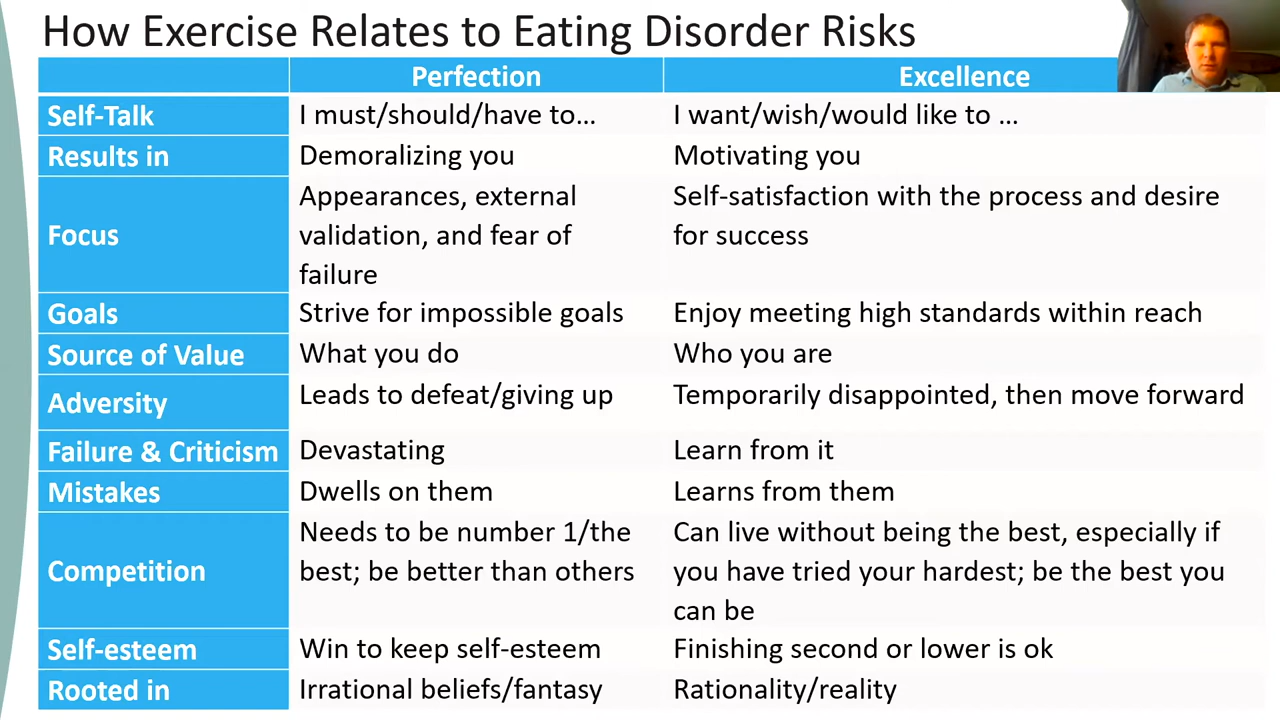 How Exercise Relates to Eating Disorder Risks
Perfection
Excellence
Self-Talk
I must/should/have to…
I want/wish/would like to …
Results in
Demoralizing you
Motivating you
Focus
Appearances, external
validation, and fear of
failure
Self-satisfaction with the process and desire
for success
Goals
Strive for impossible goals
Enjoy meeting high standards within reach
Source of Value
What you do
Who you are
Adversity
Leads to defeat/giving up
Temporarily disappointed, then move forward
Failure & Criticism
Devastating
Learn from it
Mistakes
Dwells on them
Learns from them
Competition
Needs to be number 1/the
best; be better than others
Can live without being the best, especially if
you have tried your hardest; be the best you
can be
Self-esteem
Win to keep self-esteem
Finishing second or lower is ok
Rooted in
Irrational beliefs/fantasy
Rationality/reality